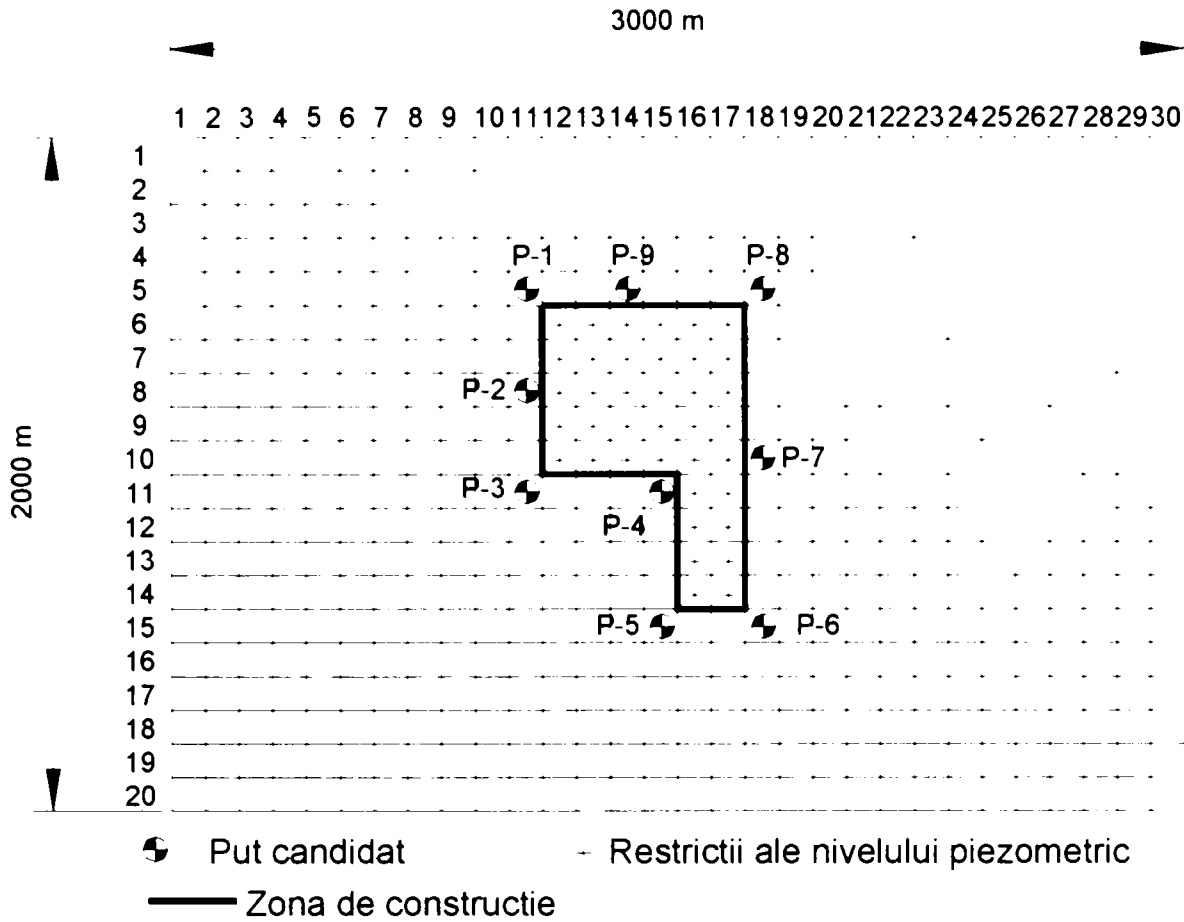 3000 m
1 2 3 4 5 6 7 8 9 10 11 12 13 14 15 16 17 18 19 20 21 22 23 24 25 26 27 28 29 30
1
2
3
4
5
6
7
8
9
10
11
12
13
14
15
16
17
18
19
20
2000 m
P-1 P-9 P-8
P-2
P-7
P-3
P-4
P-5 P-6
Put candidat
Restrictii ale nivelului piezometric
Zona de constructie